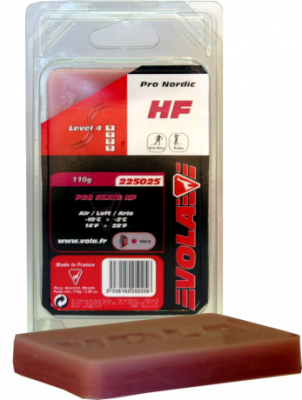 Pro Nordic
HF
Level 4
110g
225025
PRO SKATE HF
Air / Luft / Aria
-10°C > -2°C
14°F > 28°F
www.vola.fr
VOLA
Made in France
VOLA